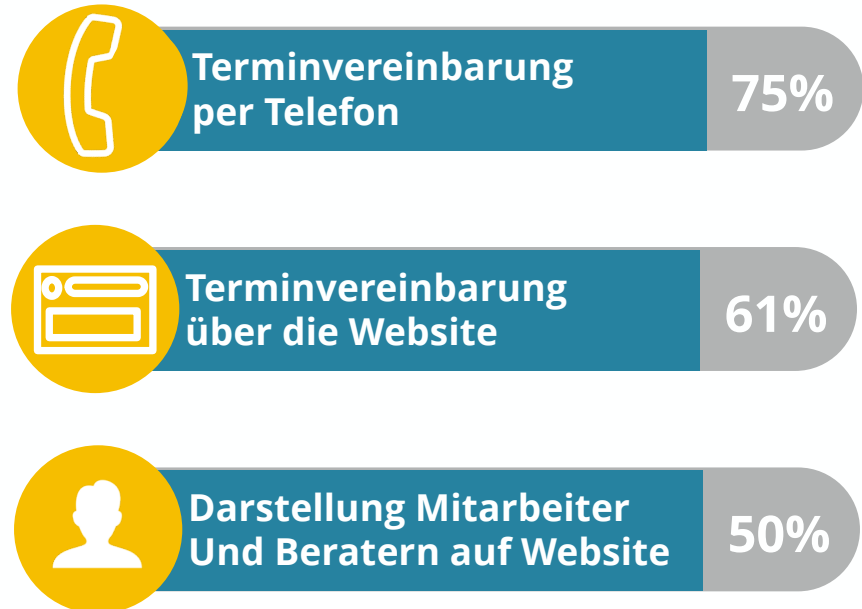 Terminvereinbarung
per Telefon
75%
Terminvereinbarung
über die Website
61%
Darstellung Mitarbeiter
Und Beratern auf Website
50%